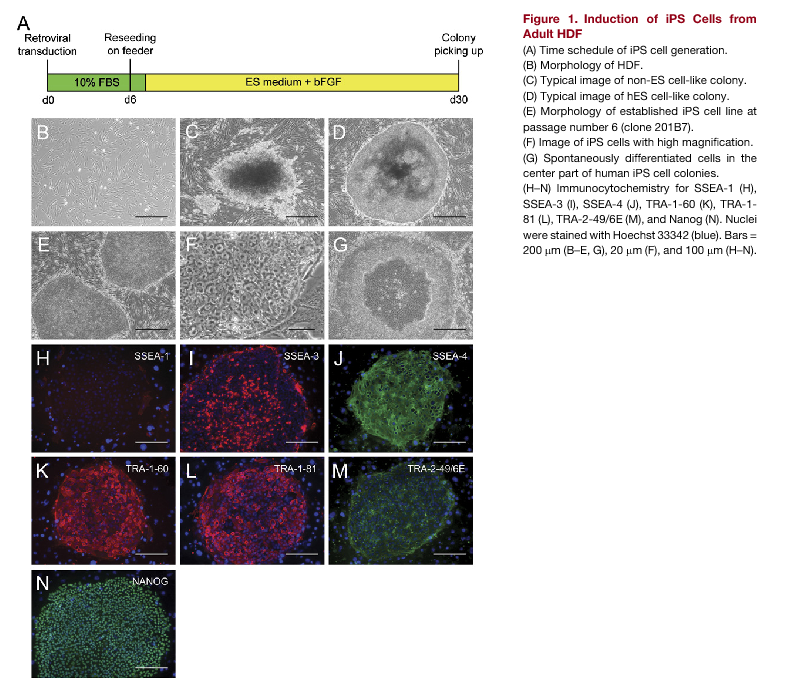 A
Retroviral
transduction
Reseeding
on feeder
Colony
picking up
10% FBS
ES medium + bFGF
d0
d6
d30
B
C
D
E
F
G
H
SSEA-1
I
SSEA-3
J
SSEA-4
K
TRA-1-60
L
TRA-1-81
M
TRA-2-49/6E
N
NANOG
Figure 1. Induction of iPS Cells from
Adult HDF
(A) Time schedule of iPS cell generation.
(B) Morphology of HDF.
(C) Typical image of non-ES cell-like colony.
(D) Typical image of hES cell-like colony.
(E) Morphology of established iPS cell line at
passage number 6 (clone 201B7).
(F) Image of iPS cells with high magnification.
(G) Spontaneously differentiated cells in the
center part of human iPS cell colonies.
(H–N) Immunocytochemistry for SSEA-1 (H),
SSEA-3 (I), SSEA-4 (J), TRA-1-60 (K), TRA-1-
81 (L), TRA-2-49/6E (M), and Nanog (N). Nuclei
were stained with Hoechst 33342 (blue). Bars =
200 μm (B–E, G), 20 μm (F), and 100 μm (H–N).